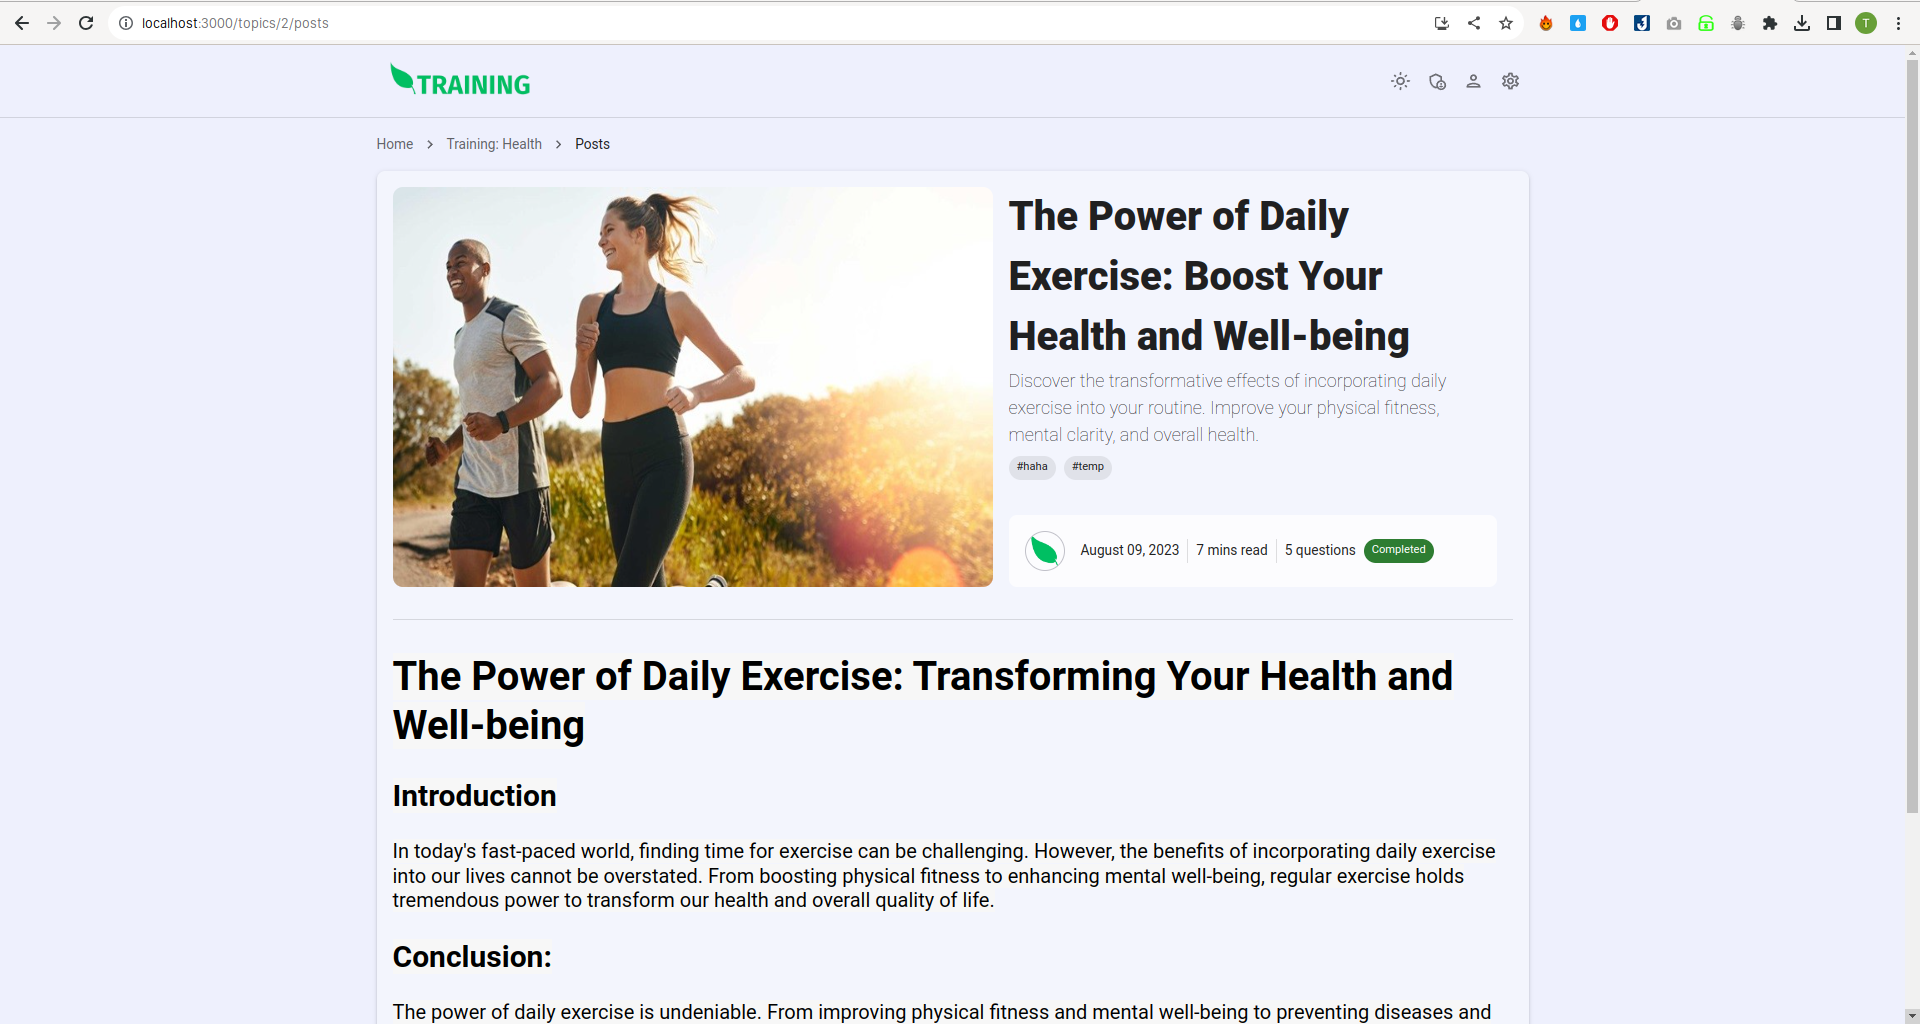 localhost:3000/topics/2/posts
T
TRAINING
Home > Training: Health > Posts
The Power of Daily
Exercise: Boost Your
Health and Well-being
Discover the transformative effects of incorporating daily
exercise into your routine. Improve your physical fitness,
mental clarity, and overall health.
#haha #temp
August 09, 2023 7 mins read 5 questions Completed
The Power of Daily Exercise: Transforming Your Health and
Well-being
Introduction
In today's fast-paced world, finding time for exercise can be challenging. However, the benefits of incorporating daily exercise
into our lives cannot be overstated. From boosting physical fitness to enhancing mental well-being, regular exercise holds
tremendous power to transform our health and overall quality of life.
Conclusion:
The power of daily exercise is undeniable. From improving physical fitness and mental well-being to preventing diseases and